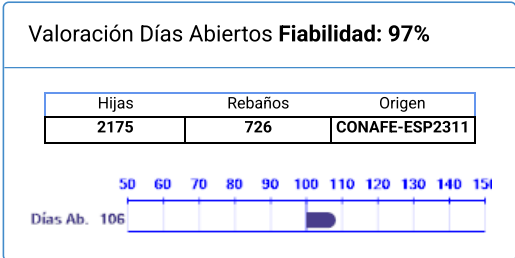 Valoración Días Abiertos Fiabilidad: 97%
Hijas Rebaños Origen
2175 726 CONAFE-ESP2311
50 60 70 80 90 100 110 120 130 140
Días Ab. 106